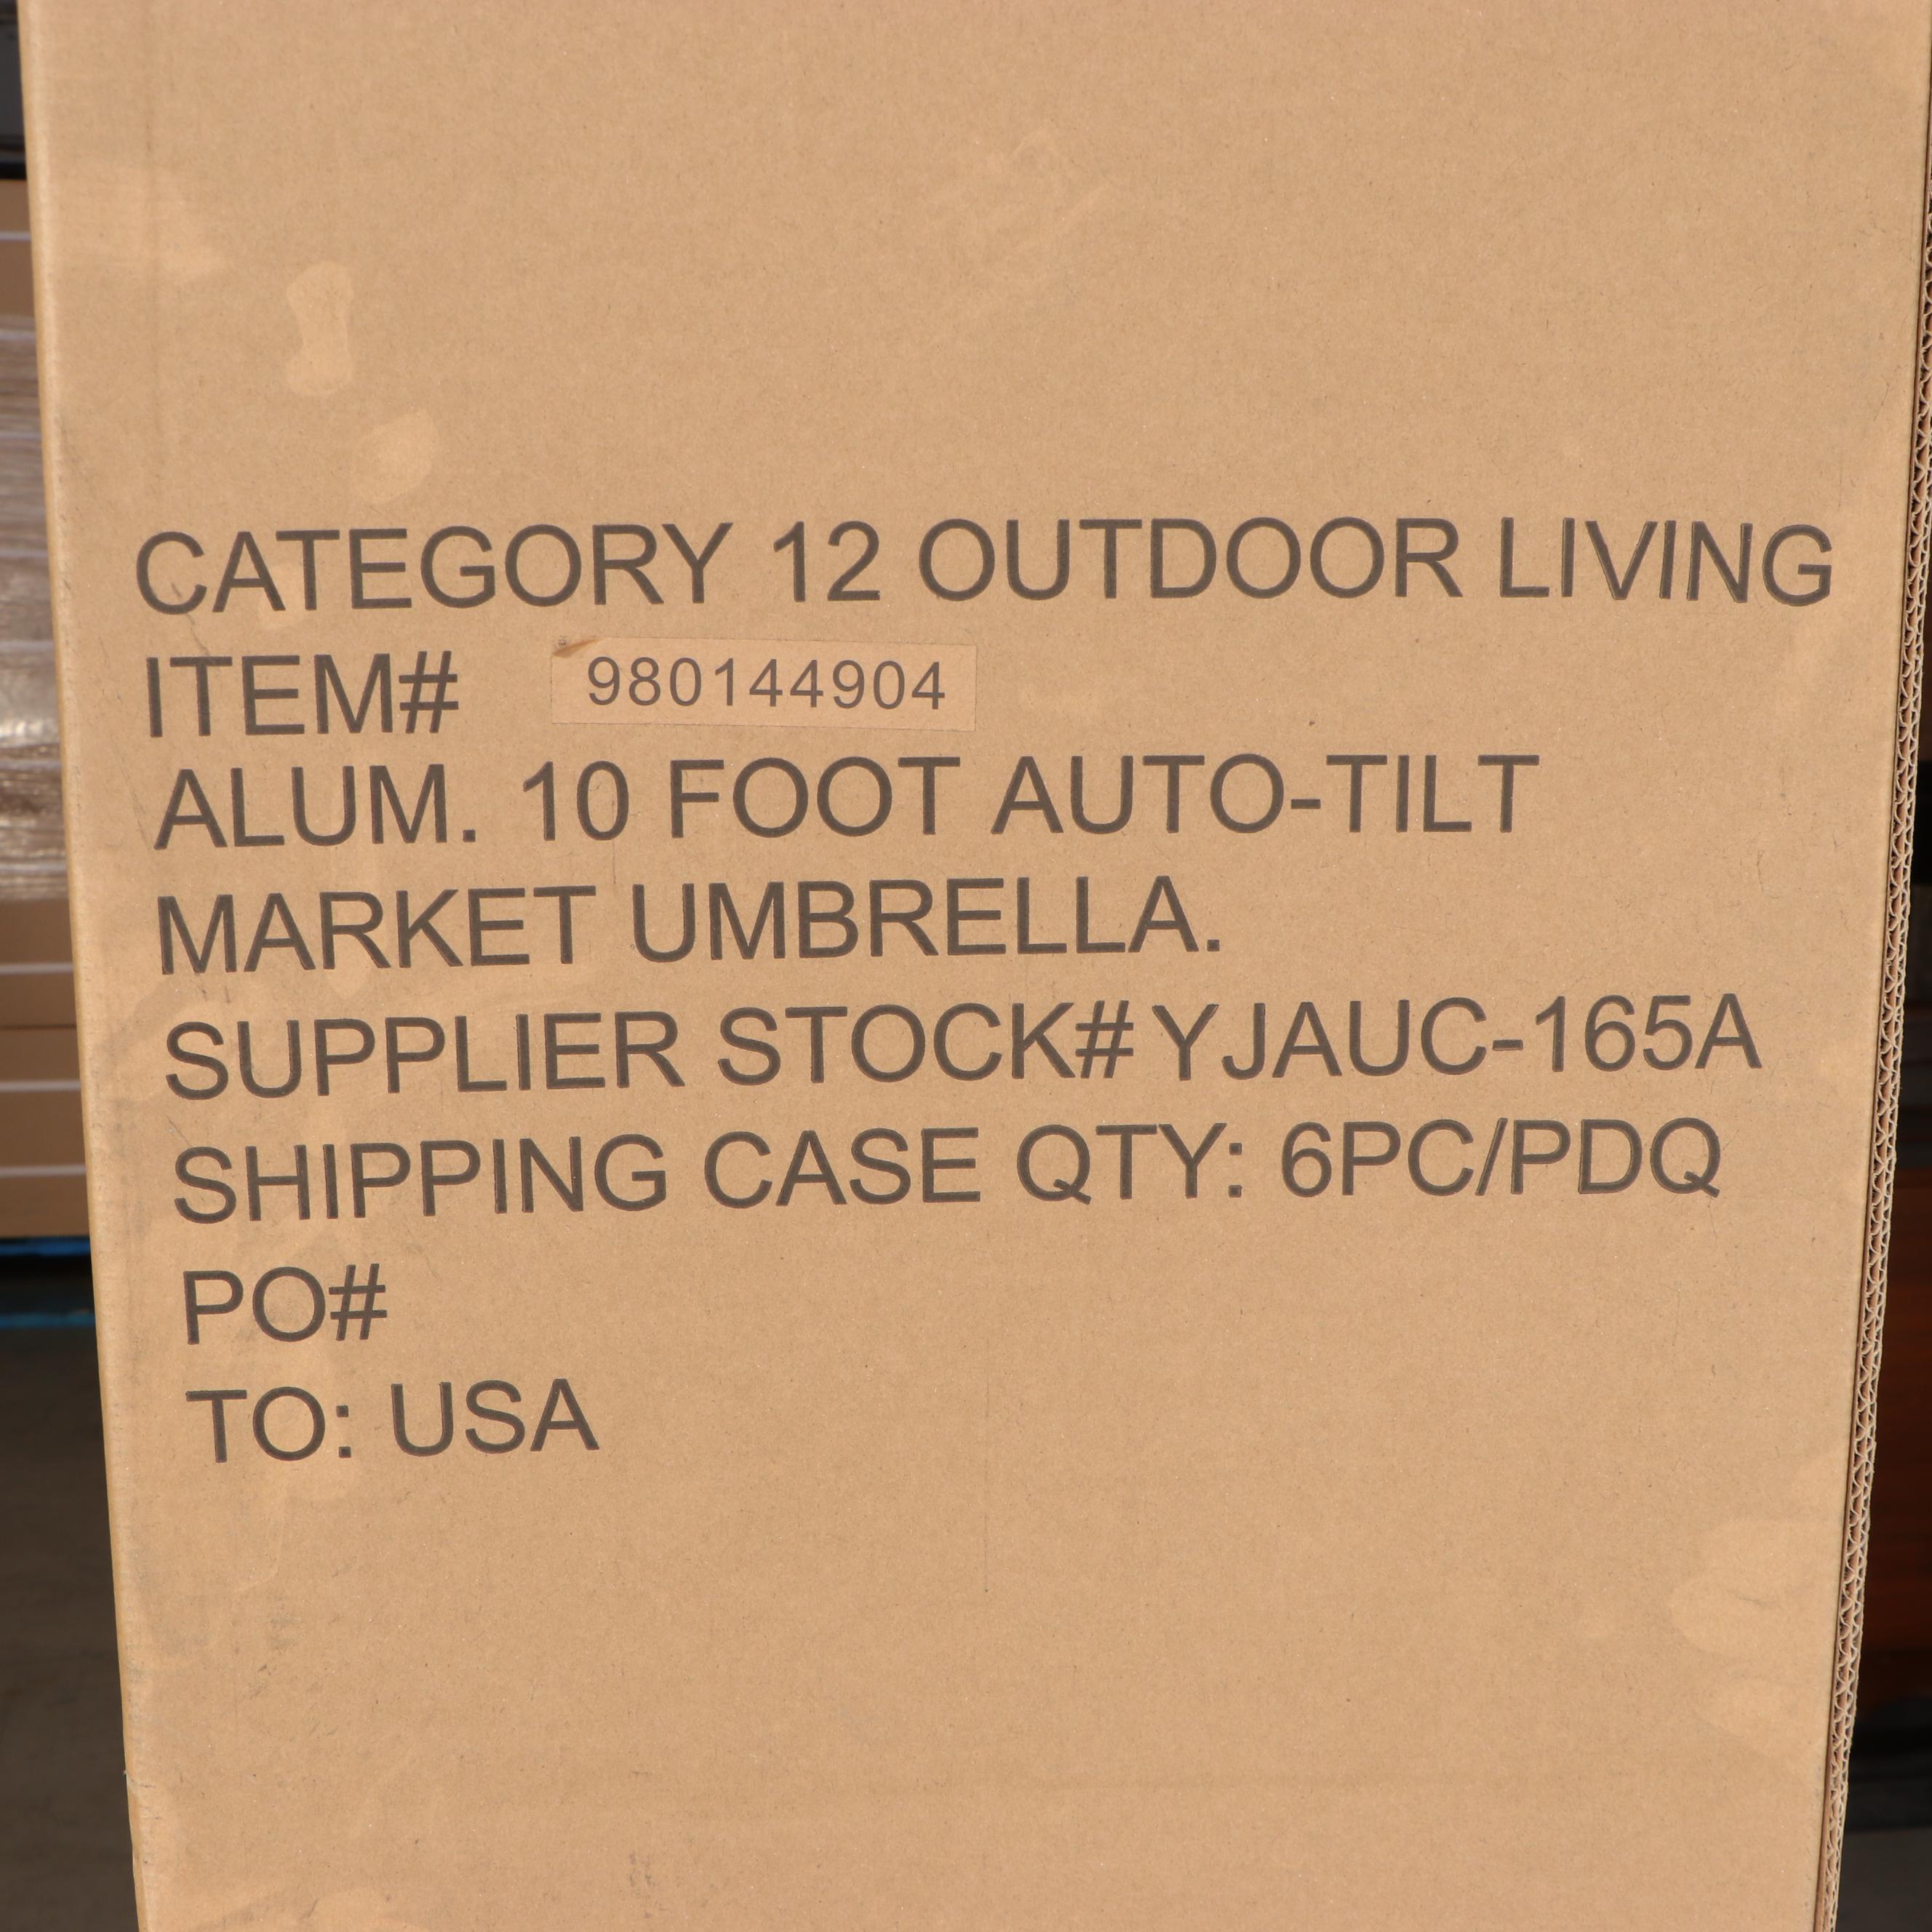 CATEGORY 12 OUTDOOR LIVING
ITEM# 980144904
ALUM. 10 FOOT AUTO-TILT
MARKET UMBRELLA.
SUPPLIER STOCK# YJAUC-165A
SHIPPING CASE QTY: 6PC/PDQ
PO#
TO: USA